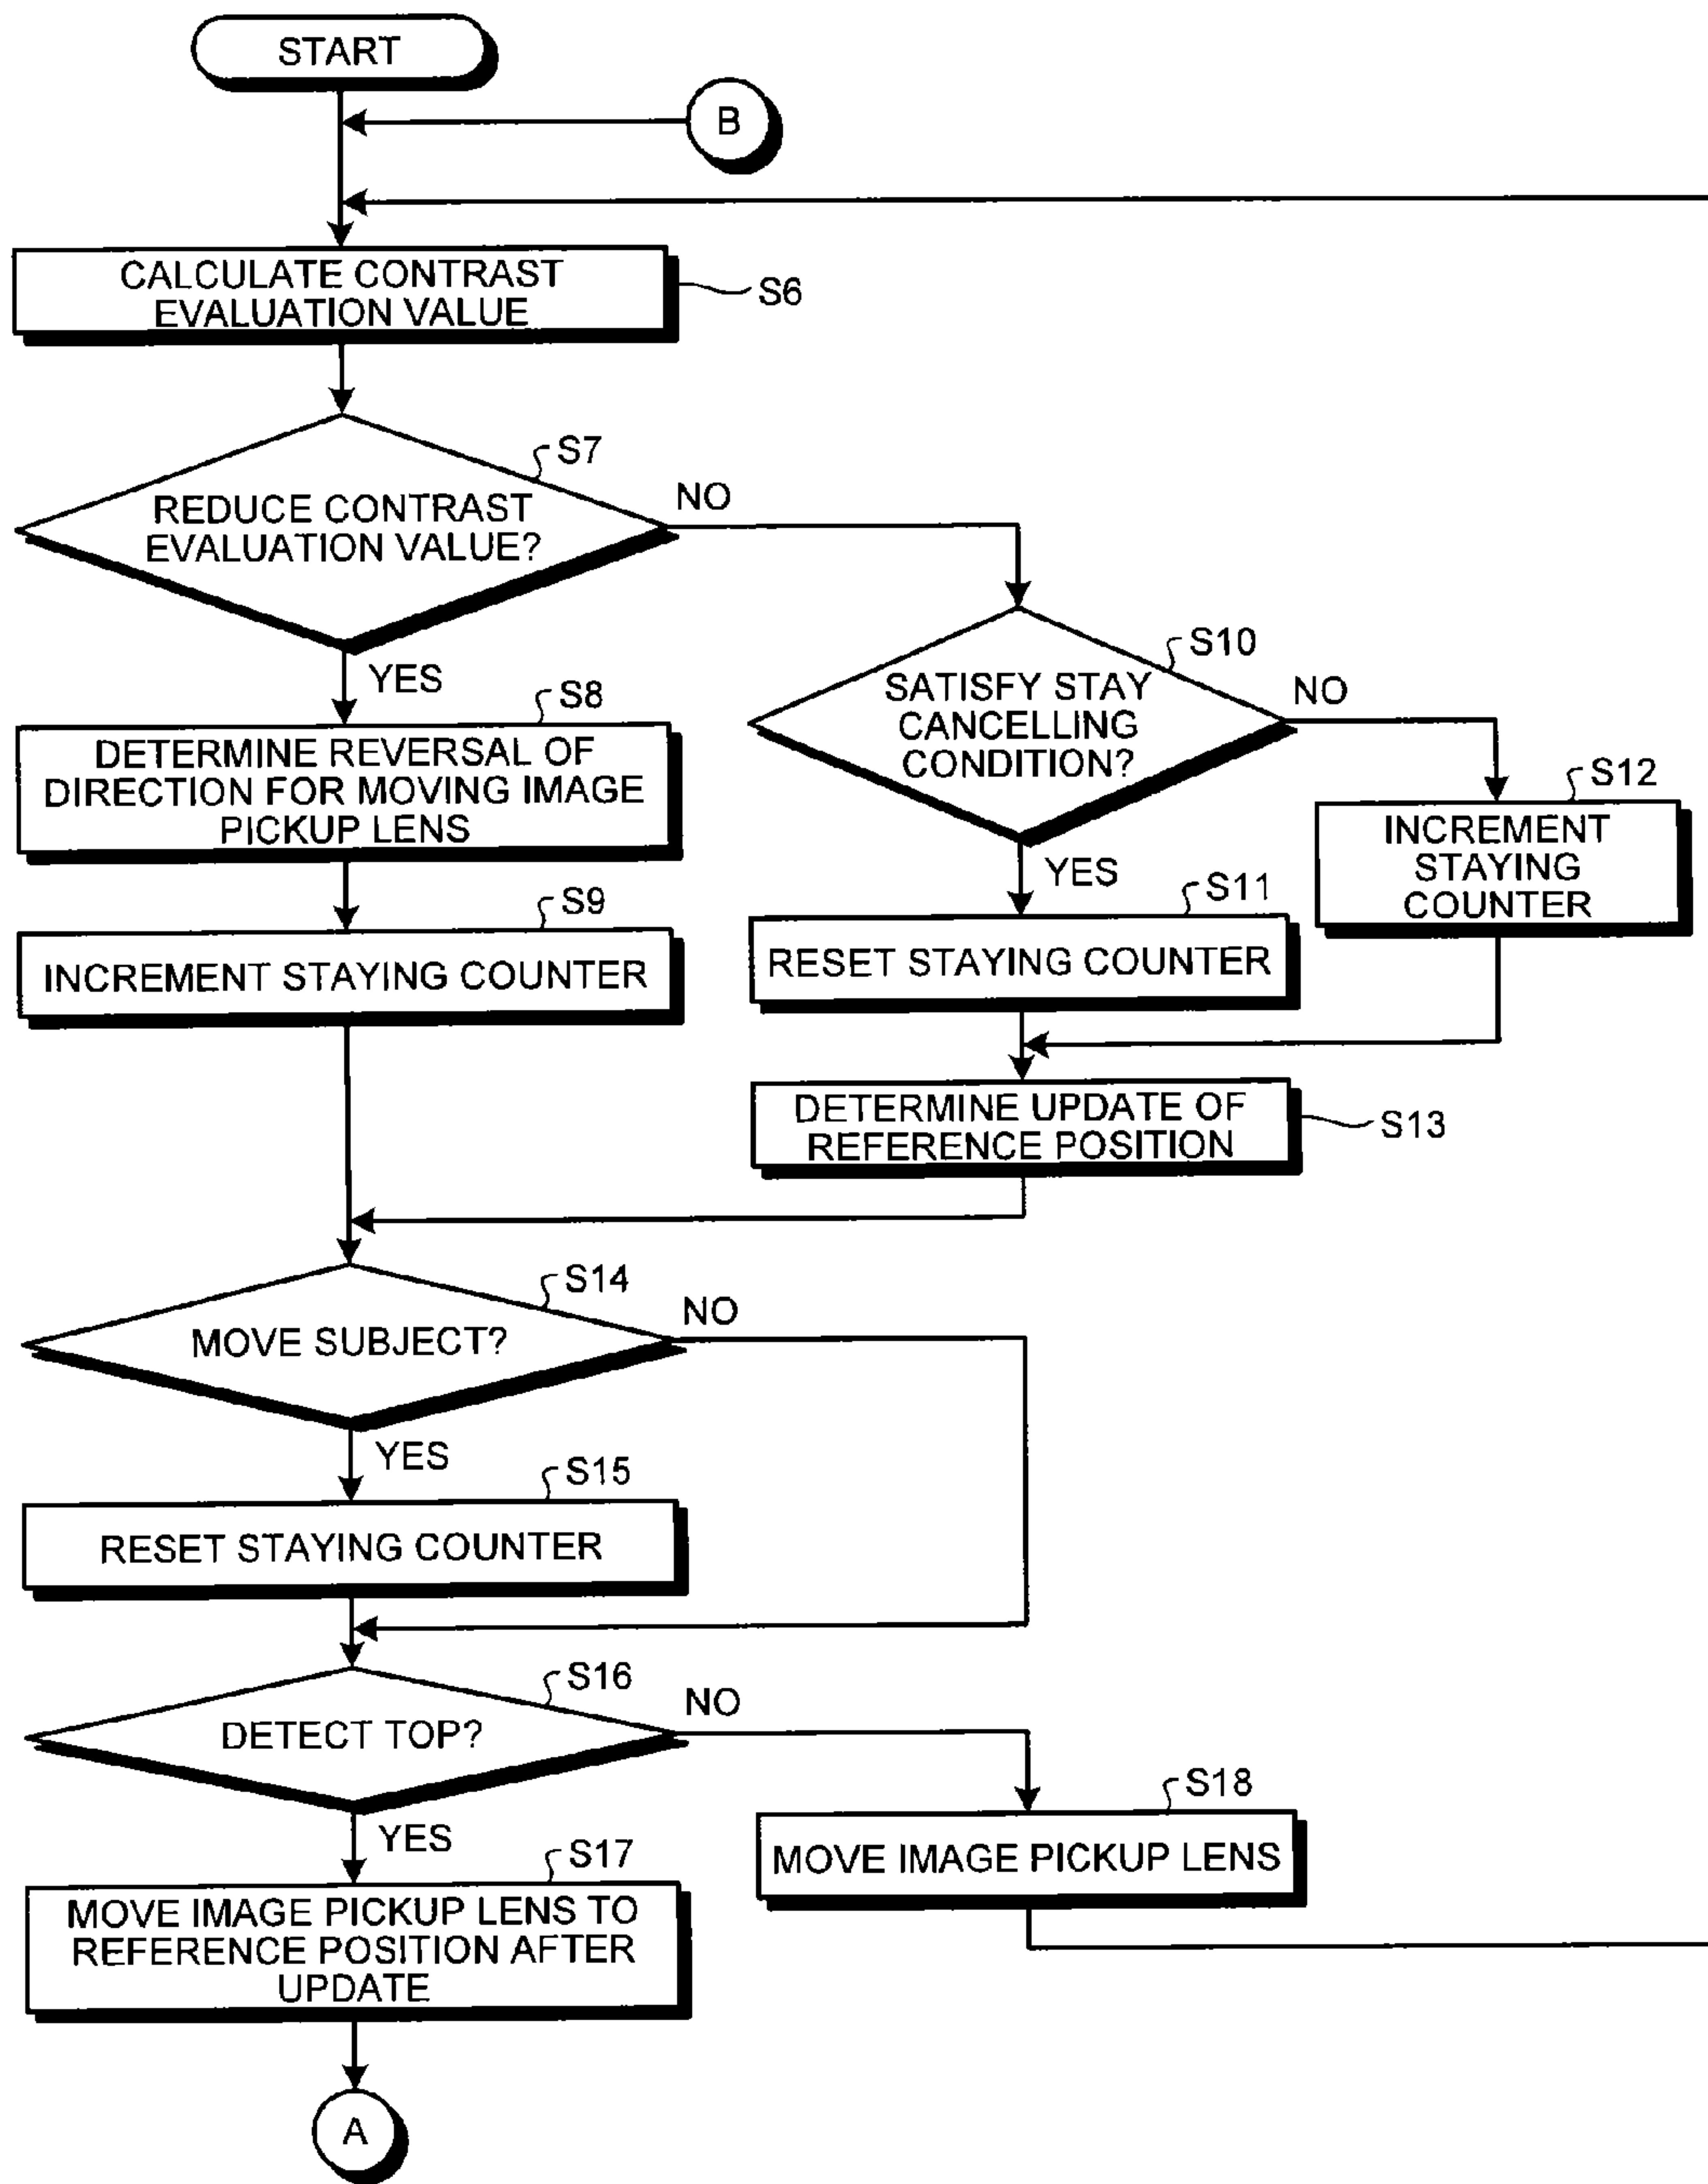 START
B
CALCULATE CONTRAST
EVALUATION VALUE
S6
S7
REDUCE CONTRAST
EVALUATION VALUE?
NO
YES
S8
DETERMINE REVERSAL OF
DIRECTION FOR MOVING IMAGE
PICKUP LENS
S9
INCREMENT STAYING COUNTER
S10
SATISFY STAY
CANCELLING
CONDITION?
NO
YES
S12
INCREMENT
STAYING
COUNTER
S11
RESET STAYING COUNTER
DETERMINE UPDATE OF
REFERENCE POSITION
S13
S14
MOVE SUBJECT?
NO
YES
S15
RESET STAYING COUNTER
S16
DETECT TOP?
NO
YES
S18
MOVE IMAGE PICKUP LENS
S17
MOVE IMAGE PICKUP LENS TO
REFERENCE POSITION AFTER
UPDATE
A